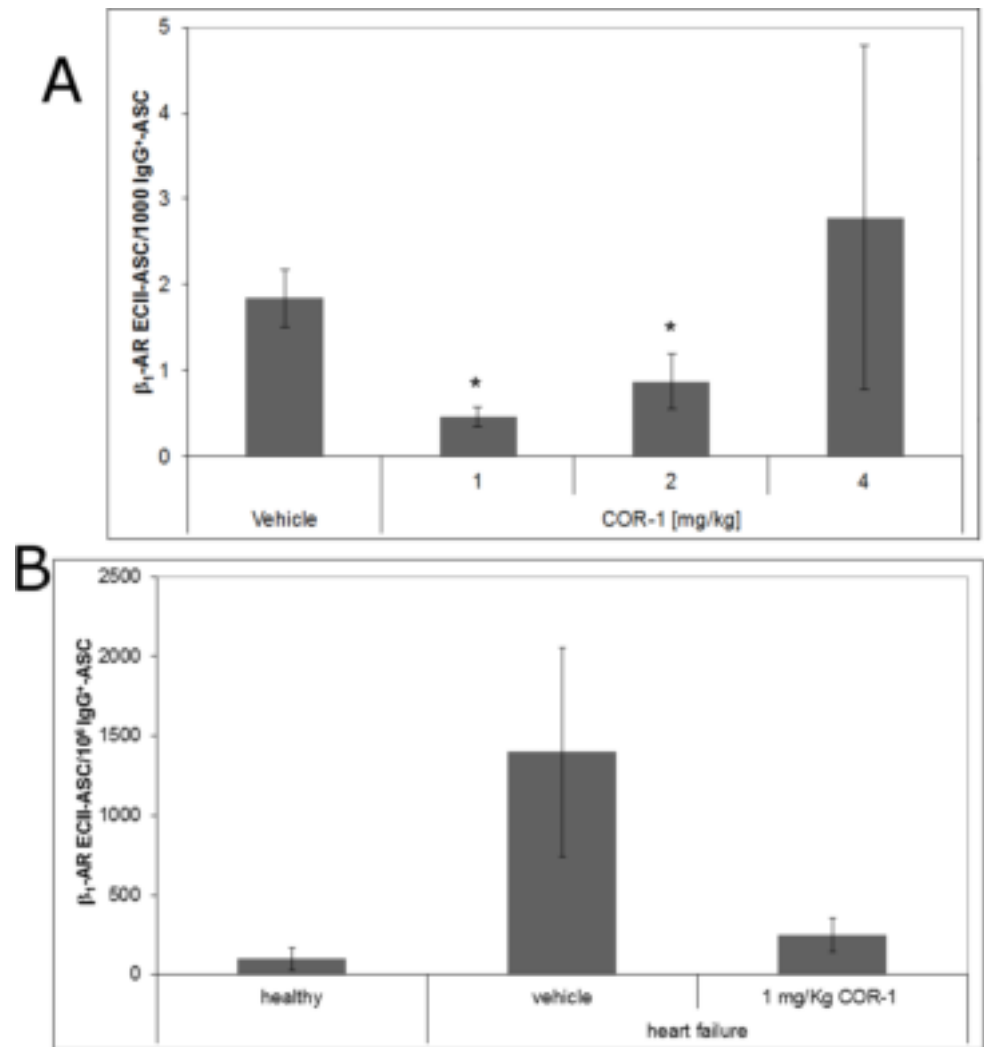 A
β₁-AR ECII-ASC/1000 IgG⁺-ASC
5
4
3
2
1
0
*
*
1
2
4
Vehicle
COR-1 [mg/kg]
B
β₁-AR ECII-ASC/10⁶ IgG⁺-ASC
2500
2000
1500
1000
500
0
healthy
vehicle
1 mg/Kg COR-1
heart failure